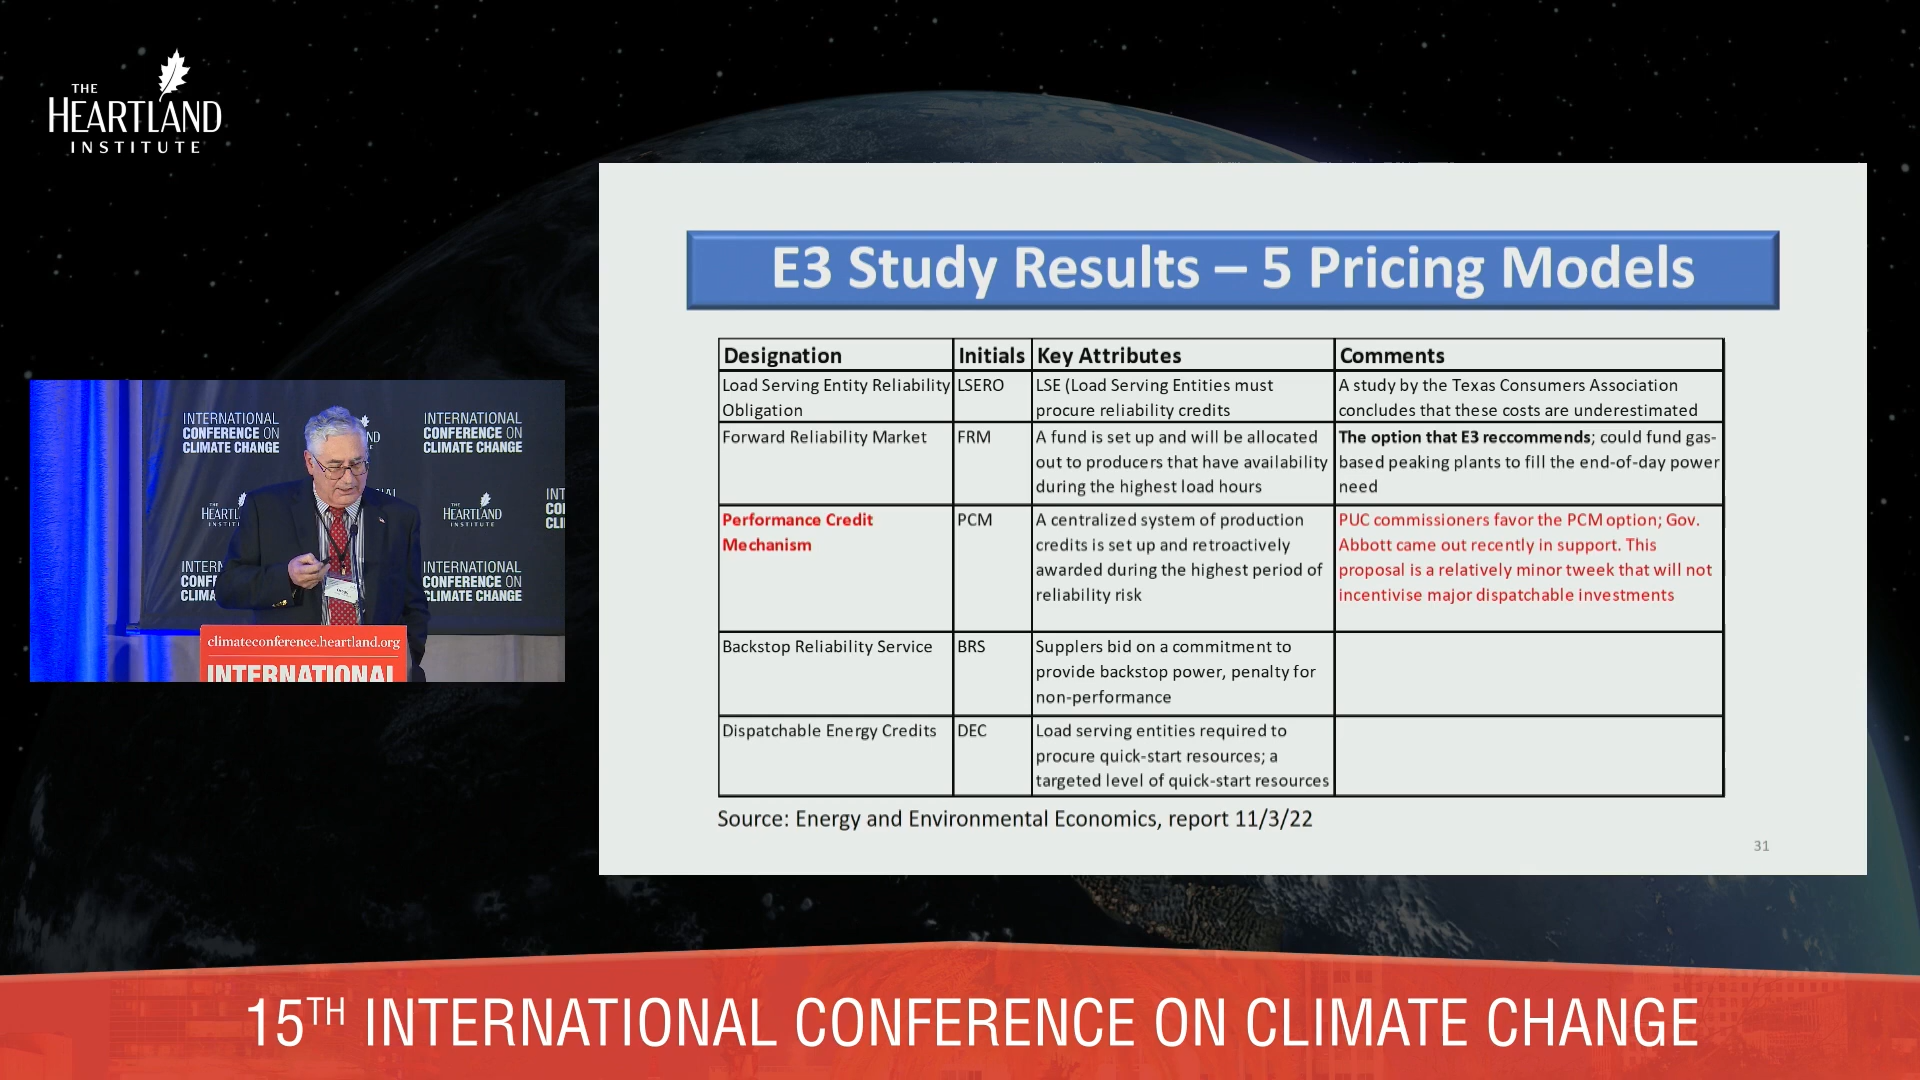 THE
HEARTLAND
INSTITUTE
E3 Study Results – 5 Pricing Models
Designation Initials Key Attributes Comments
Load Serving Entity Reliability
Obligation
LSERO
LSE (Load Serving Entities must
procure reliability credits
A study by the Texas Consumers Association
concludes that these costs are underestimated
Forward Reliability Market
FRM
A fund is set up and will be allocated
out to producers that have availability
during the highest load hours
The option that E3 reccommends; could fund gas-
based peaking plants to fill the end-of-day power
need
Performance Credit
Mechanism
PCM
A centralized system of production
credits is set up and retroactively
awarded during the highest period of
reliability risk
PUC commissioners favor the PCM option; Gov.
Abbott came out recently in support. This
proposal is a relatively minor tweek that will not
incentivise major dispatchable investments
Backstop Reliability Service
BRS
Supplers bid on a commitment to
provide backstop power, penalty for
non-performance
Dispatchable Energy Credits
DEC
Load serving entities required to
procure quick-start resources; a
targeted level of quick-start resources
Source: Energy and Environmental Economics, report 11/3/22
31
INTERNATIONAL
CONFERENCE ON
CLIMATE CHANGE
INTERNATIONAL
CONFERENCE ON
CLIMATE CHANGE
THE
HEARTLAND
INSTITUTE
CONFERENCE ON
CLIMATE CHANGE
climateconference.heartland.org
INTERNATIONAL
15TH INTERNATIONAL CONFERENCE ON CLIMATE CHANGE